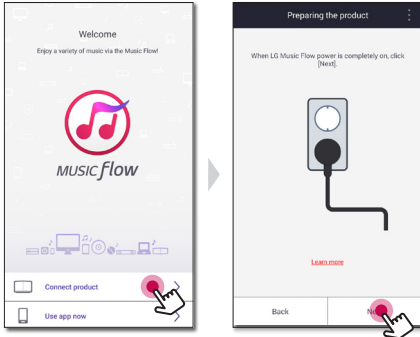 Welcome
Enjoy a variety of music via the Music Flow!
MUSIC flow
Connect product
Use app now
Preparing the product
When LG Music Flow power is completely on, click
[Next].
Learn more
Back